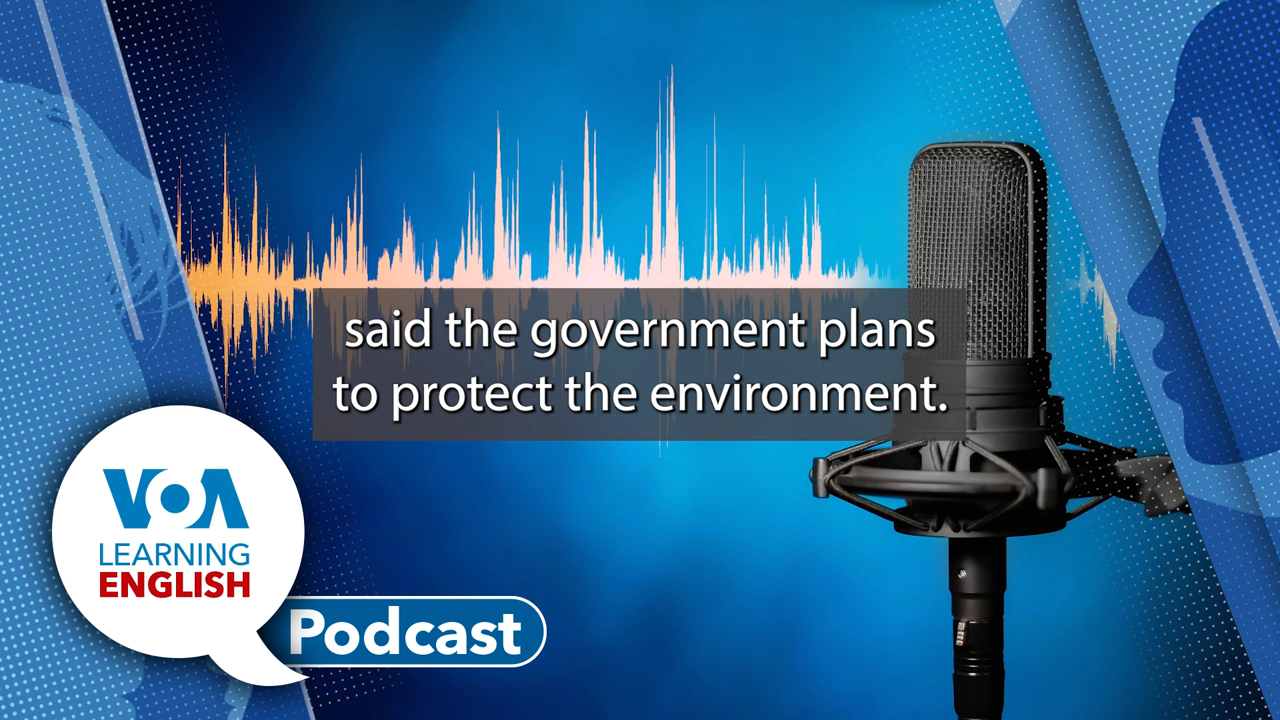 said the government plans
to protect the environment.
VOA
LEARNING
ENGLISH
Podcast